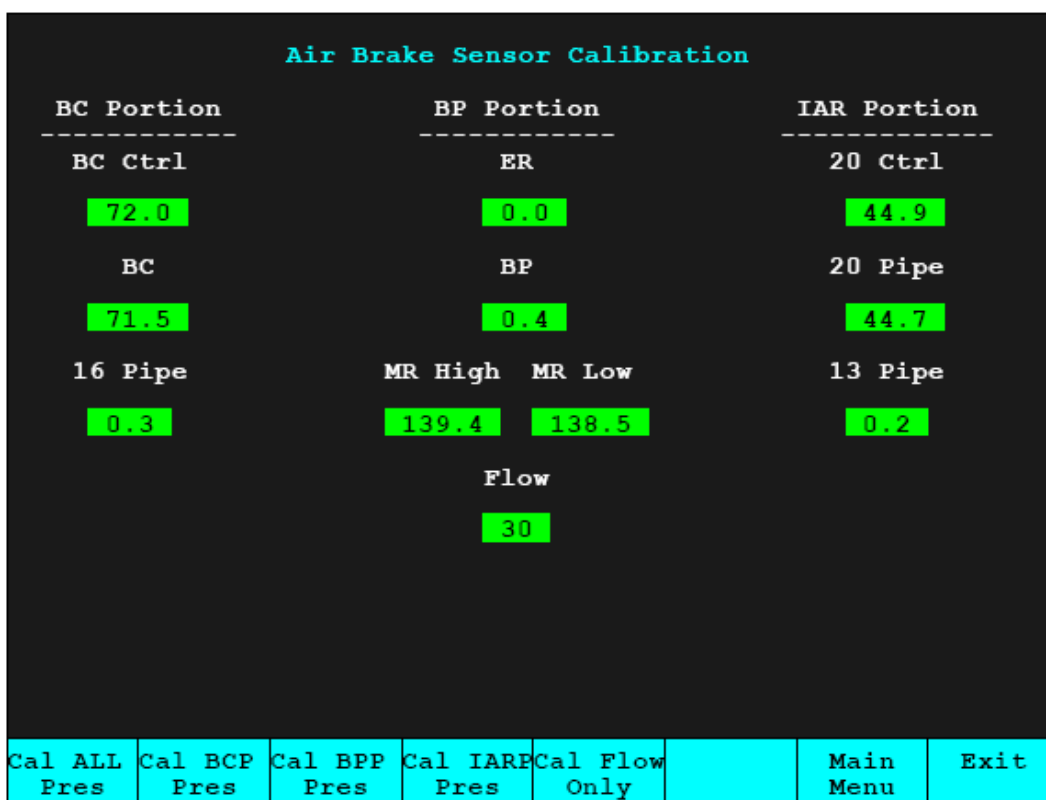 Air Brake Sensor Calibration
BC Portion BP Portion IAR Portion
------------ ------------ -------------
BC Ctrl ER 20 Ctrl
72.0 0.0 44.9
BC BP 20 Pipe
71.5 0.4 44.7
16 Pipe MR High MR Low 13 Pipe
0.3 139.4 138.5 0.2
Flow
30
Cal ALL Cal BCP Cal BPP Cal IARP Cal Flow Main Exit
Pres Pres Pres Pres Only Menu